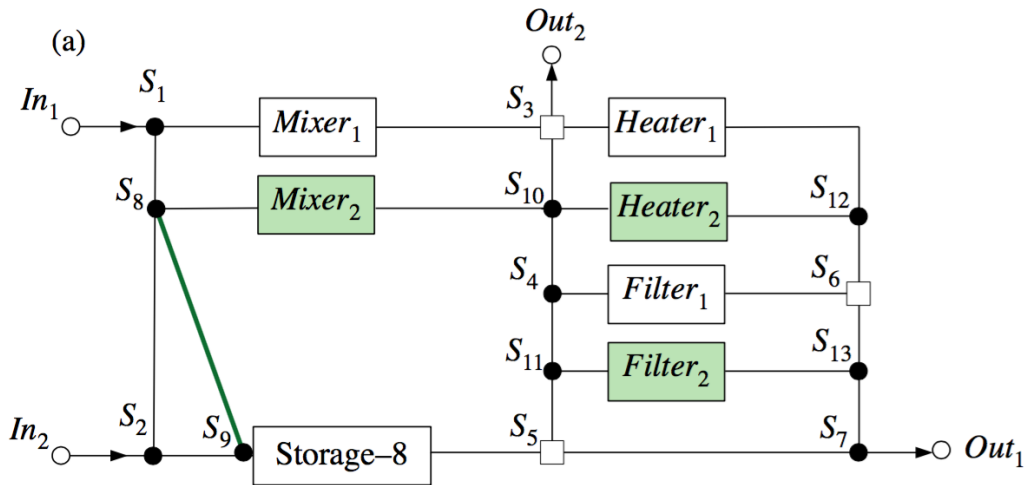 (a)
Out₂
S₁
S₃
In₁
Mixer₁
Heater₁
S₈
Mixer₂
S₁₀
Heater₂
S₁₂
S₄
Filter₁
S₆
S₁₁
Filter₂
S₁₃
In₂
S₂
S₉
Storage–8
S₅
S₇
Out₁